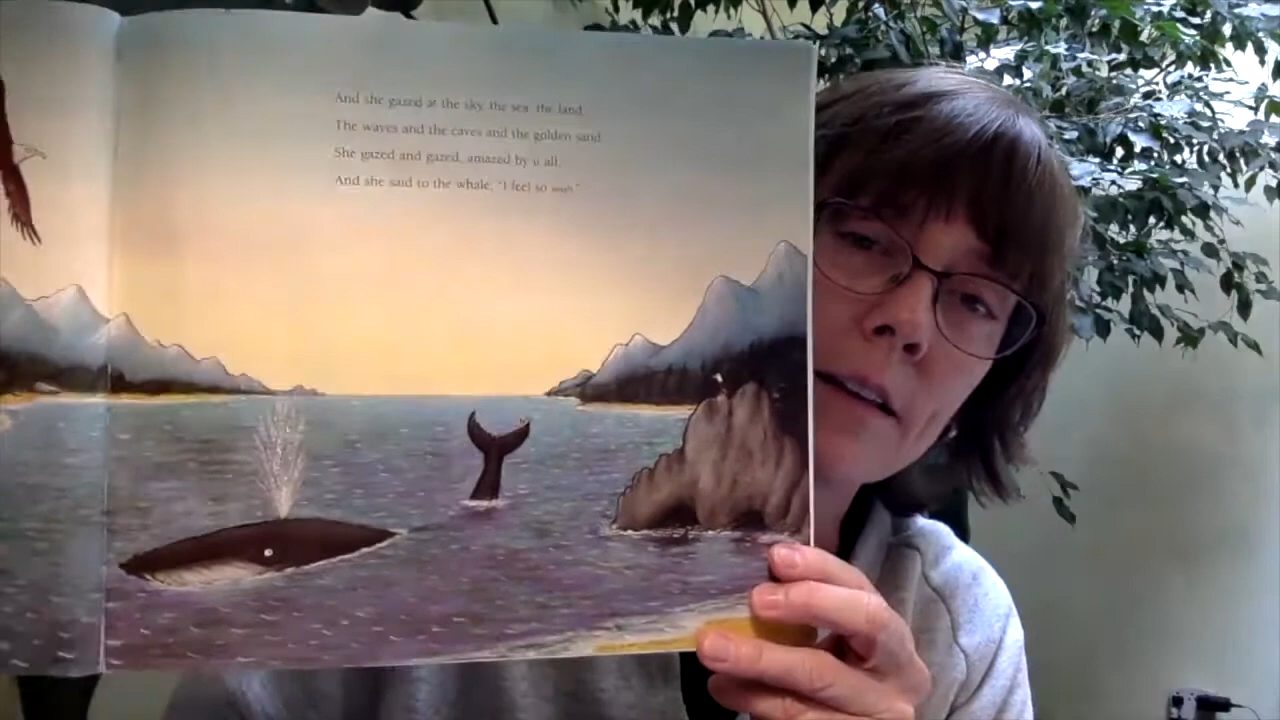 And she gazed at the sky, the sea, the land,
The waves and the caves and the golden sand.
She gazed and gazed, amazed by it all,
And she said to the whale, "I feel so small."